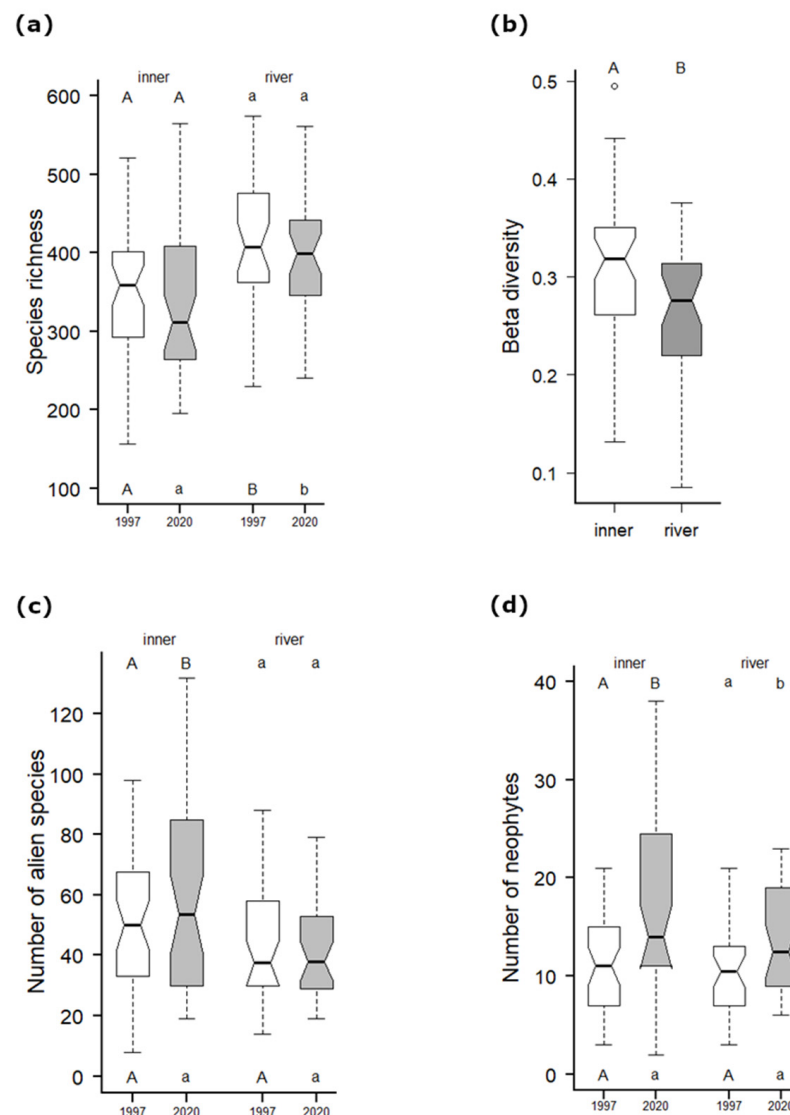 (a)
inner river
A A a a
Species richness
600
500
400
300
200
100
A a B b
1997 2020 1997 2020
(b)
A B
Beta diversity
0.5
0.4
0.3
0.2
0.1
inner river
(c)
inner river
A B a a
Number of alien species
120
100
80
60
40
20
0
A a A a
1997 2020 1997 2020
(d)
inner river
A B a b
Number of neophytes
40
30
20
10
0
A a A a
1997 2020 1997 2020